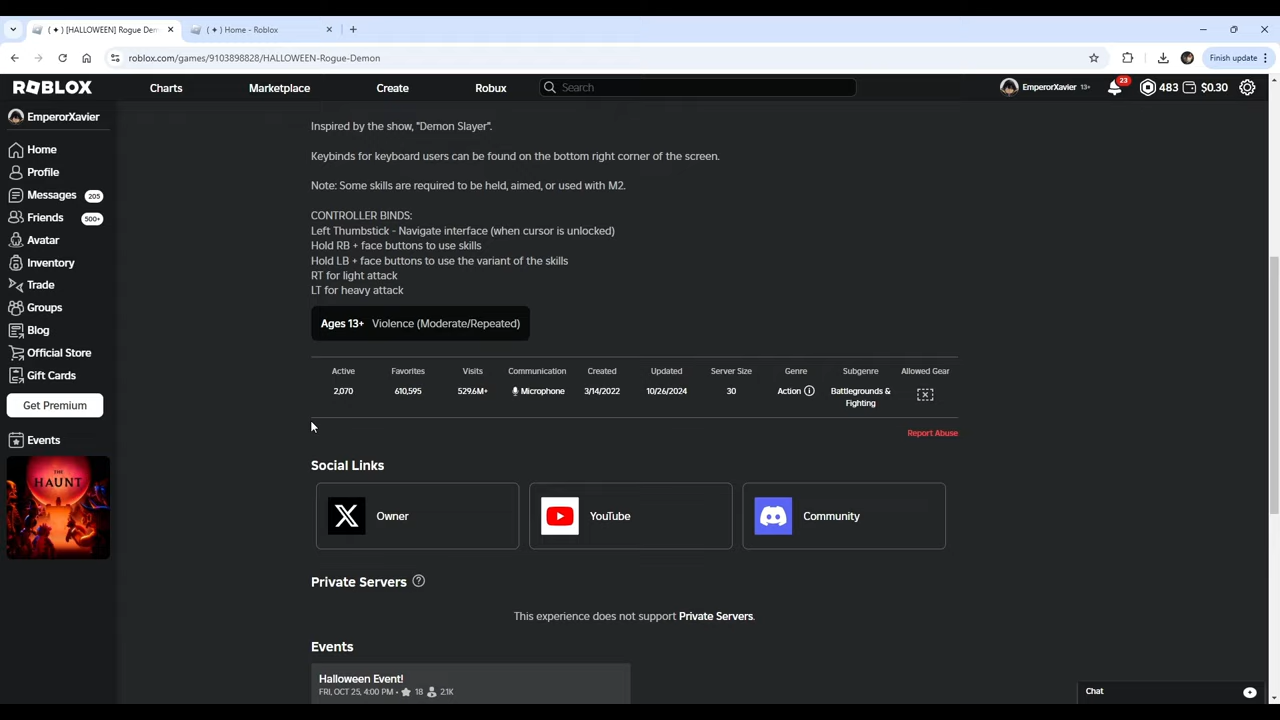 ( ✦ ) [HALLOWEEN] Rogue Dem
( ✦ ) Home - Roblox
roblox.com/games/9103898828/HALLOWEEN-Rogue-Demon
Finish update
ROBLOX
Charts
Marketplace
Create
Robux
Search
EmperorXavier 13+
23
483
$0.30
EmperorXavier
Home
Profile
Messages 205
Friends 500+
Avatar
Inventory
Trade
Groups
Blog
Official Store
Gift Cards
Get Premium
Events
THE
HAUNT
Inspired by the show, "Demon Slayer".
Keybinds for keyboard users can be found on the bottom right corner of the screen.
Note: Some skills are required to be held, aimed, or used with M2.
CONTROLLER BINDS:
Left Thumbstick - Navigate interface (when cursor is unlocked)
Hold RB + face buttons to use skills
Hold LB + face buttons to use the variant of the skills
RT for light attack
LT for heavy attack
Ages 13+ Violence (Moderate/Repeated)
Active Favorites Visits Communication Created Updated Server Size Genre Subgenre Allowed Gear
2,070 610,595 529.6M+ Microphone 3/14/2022 10/26/2024 30 Action Battlegrounds &
Fighting
Report Abuse
Social Links
Owner
YouTube
Community
Private Servers
This experience does not support Private Servers.
Events
Halloween Event!
FRI, OCT 25, 4:00 PM • 18 2.1K
Chat